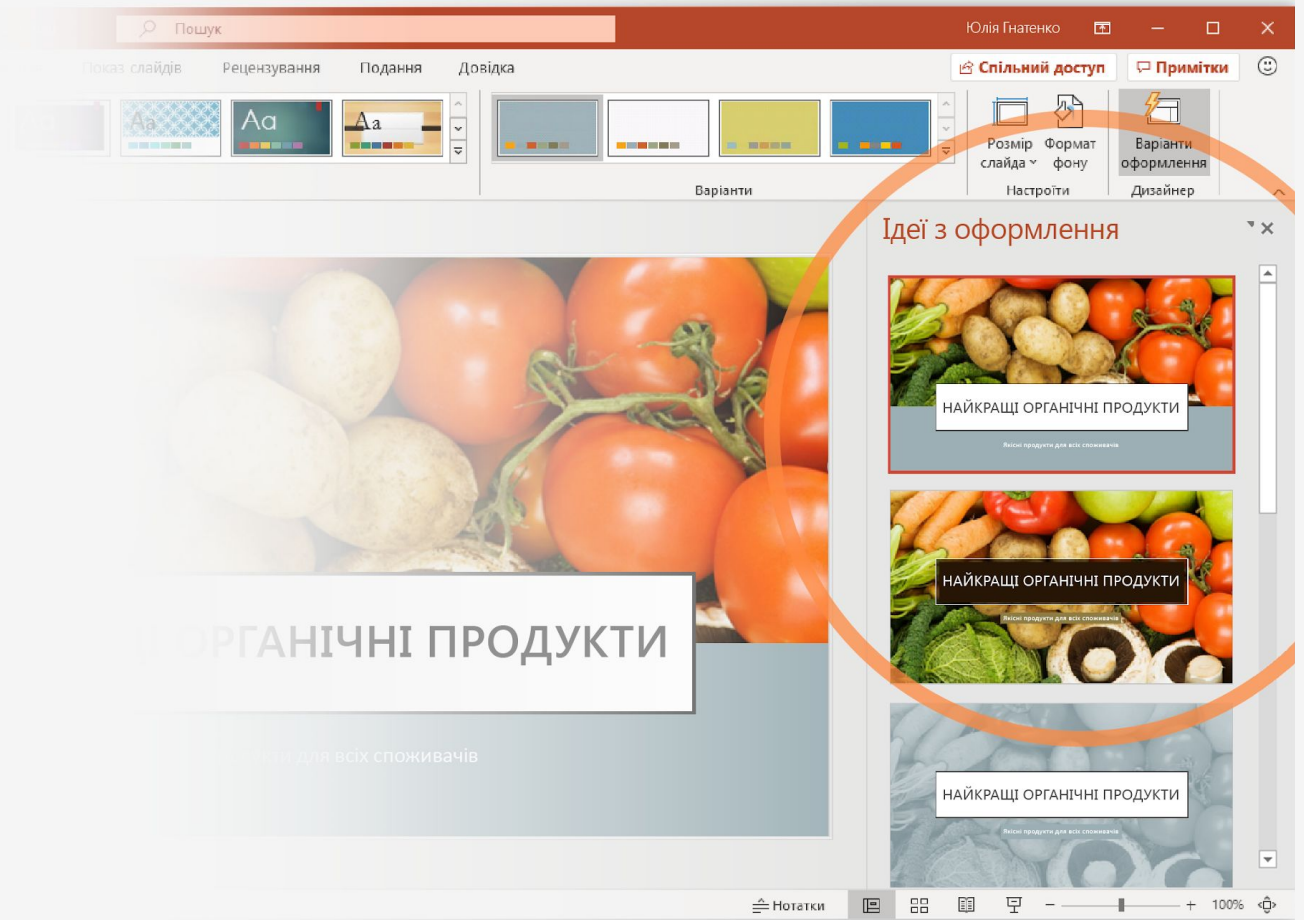 Пошук
Юлія Гнатенко
Показ слайдів Рецензування Подання Довідка
Спільний доступ Примітки
Aa Aa Aa
Розмір слайда
Формат фону
Варіанти оформлення
Варіанти Настроїти Дизайнер
Ідеї з оформлення
НАЙКРАЩІ ОРГАНІЧНІ ПРОДУКТИ
Якісні продукти для всіх споживачів
НАЙКРАЩІ ОРГАНІЧНІ ПРОДУКТИ
Якісні продукти для всіх споживачів
НАЙКРАЩІ ОРГАНІЧНІ ПРОДУКТИ
Якісні продукти для всіх споживачів
ОРГАНІЧНІ ПРОДУКТИ
для всіх споживачів
Нотатки 100%